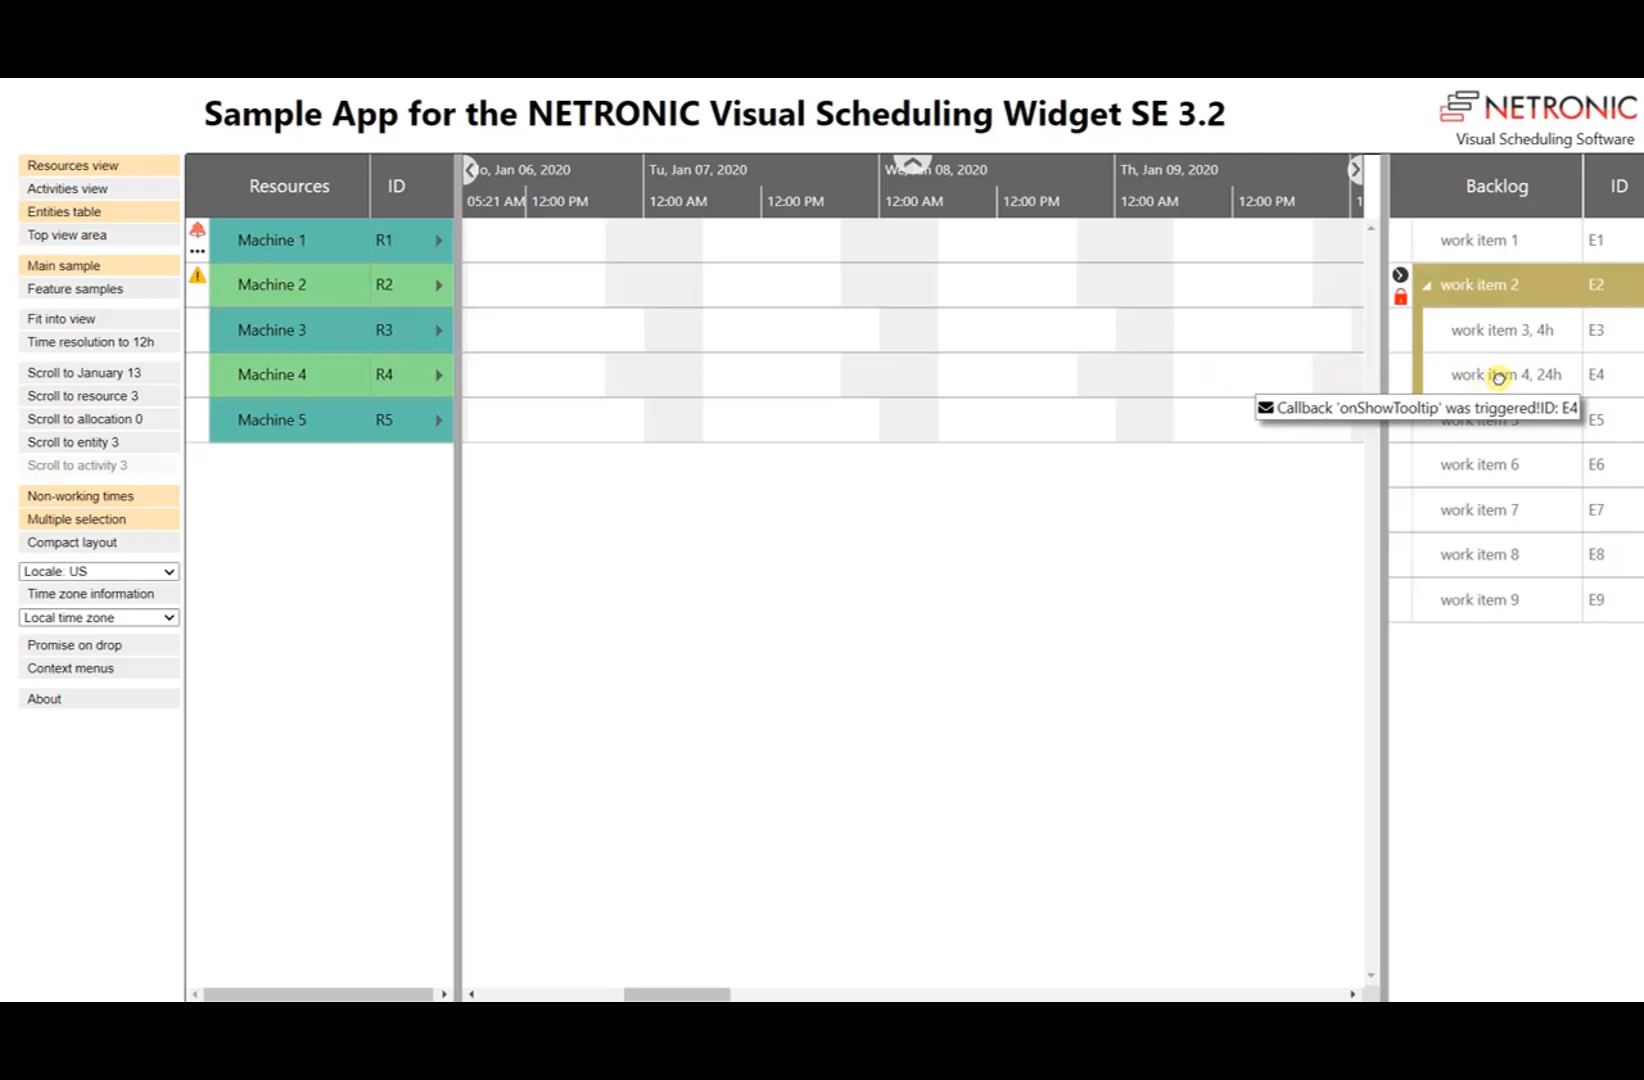 Sample App for the NETRONIC Visual Scheduling Widget SE 3.2
NETRONIC
Visual Scheduling Software
Resources view
Activities view
Entities table
Top view area
Main sample
Feature samples
Fit into view
Time resolution to 12h
Scroll to January 13
Scroll to resource 3
Scroll to allocation 0
Scroll to entity 3
Scroll to activity 3
Non-working times
Multiple selection
Compact layout
Locale: US
Time zone information
Local time zone
Promise on drop
Context menus
About
Resources ID
Machine 1 R1
Machine 2 R2
Machine 3 R3
Machine 4 R4
Machine 5 R5
Jan 06, 2020 Tu, Jan 07, 2020 08, 2020 Th, Jan 09, 2020
05:21 AM 12:00 PM 12:00 AM 12:00 PM 12:00 AM 12:00 PM 12:00 AM 12:00 PM
Backlog ID
work item 1 E1
work item 2 E2
work item 3, 4h E3
work item 4, 24h E4
Callback 'onShowTooltip' was triggered!ID: E4
E5
work item 6 E6
work item 7 E7
work item 8 E8
work item 9 E9